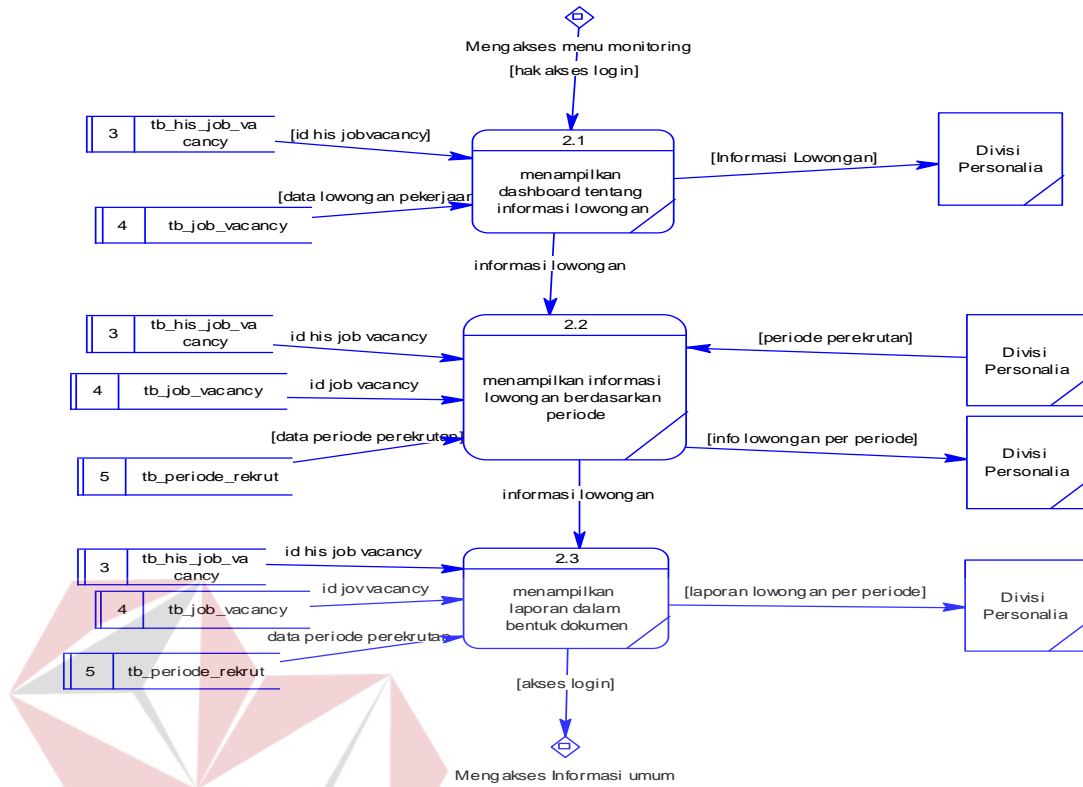 Mengakses menu monitoring
[hak akses login]
3
tb_his_job_va
cancy
[id his jobvacancy]
2.1
menampilkan
dashboard tentang
informasi lowongan
[Informasi Lowongan]
Divisi
Personalia
[data lowongan pekerjaan
4
tb_job_vacancy
informasi lowongan
3
tb_his_job_va
cancy
id his job vacancy
2.2
menampilkan informasi
lowongan berdasarkan
periode
[periode perekrutan]
Divisi
Personalia
4
tb_job_vacancy
id job vacancy
[data periode perekrutan]
5
tb_periode_rekrut
[info lowongan per periode]
Divisi
Personalia
informasi lowongan
3
tb_his_job_va
cancy
id his job vacancy
2.3
menampilkan
laporan dalam
bentuk dokumen
[laporan lowongan per periode]
Divisi
Personalia
4
tb_job_vacancy
id jov vacancy
data periode perekrutan
5
tb_periode_rekrut
[akses login]
Mengakses Informasi umum